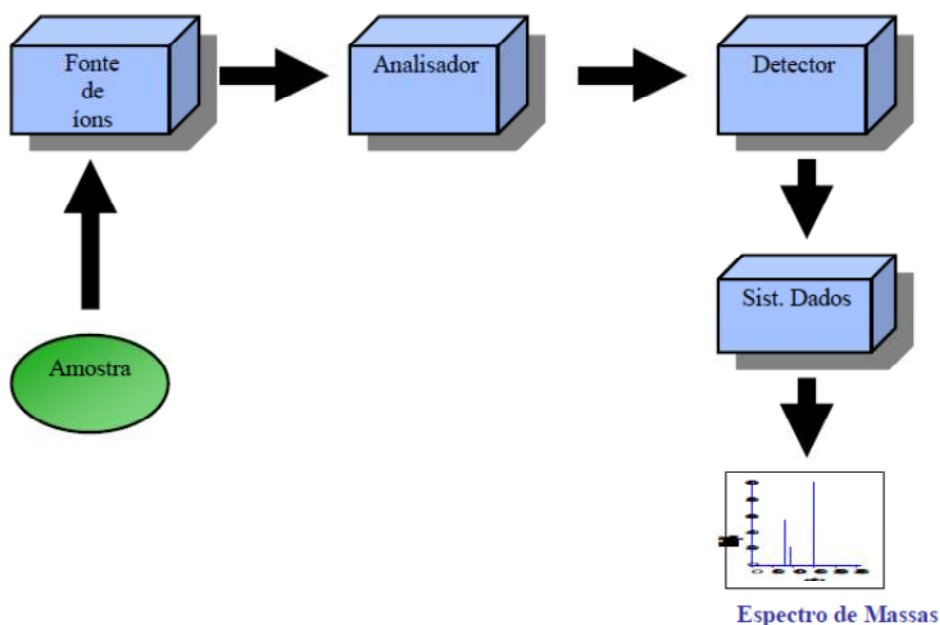 Fonte
de
íons
Analisador
Detector
Sist. Dados
Amostra
Espectro de Massas